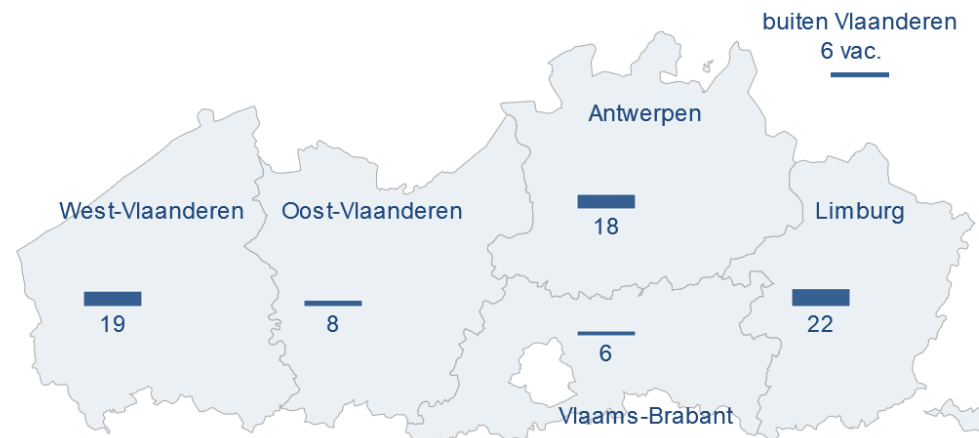 buiten Vlaanderen
6 vac.
Antwerpen
18
West-Vlaanderen
19
Oost-Vlaanderen
8
Limburg
22
6
Vlaams-Brabant